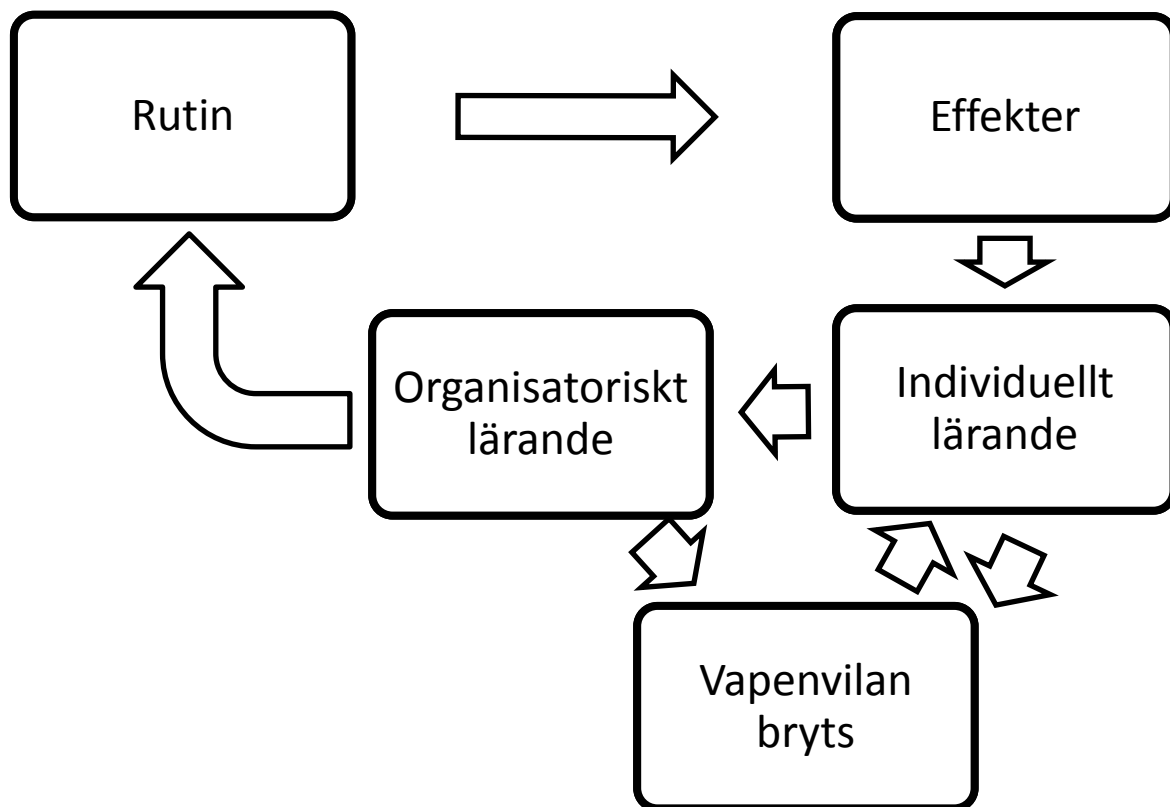 Rutin
Effekter
Organisatoriskt
lärande
Individuellt
lärande
Vapenvilan
bryts